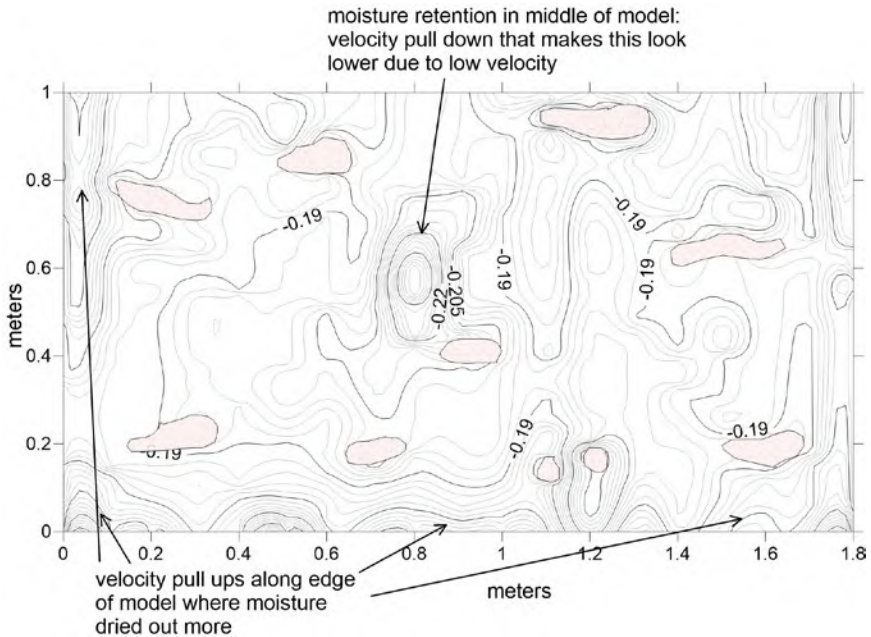 moisture retention in middle of model:
velocity pull down that makes this look
lower due to low velocity
1
0.8
0.6
0.4
0.2
0
meters
-0.19
-0.19
-0.19
-0.19
-0.205
-0.22
-0.19
-0.19
-0.19
0 0.2 0.4 0.6 0.8 1 1.2 1.4 1.6 1.8
meters
velocity pull ups along edge
of model where moisture
dried out more